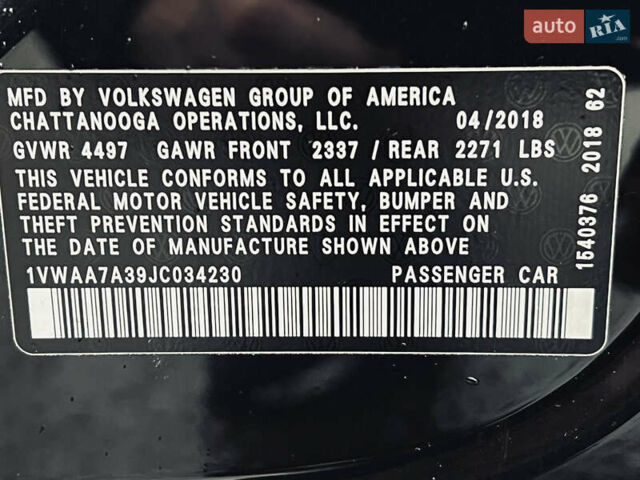 auto RIA.com
MFD BY VOLKSWAGEN GROUP OF AMERICA
CHATTANOOGA OPERATIONS, LLC. 04/2018
GVWR 4497 GAWR FRONT 2337 / REAR 2271 LBS
THIS VEHICLE CONFORMS TO ALL APPLICABLE U.S.
FEDERAL MOTOR VEHICLE SAFETY, BUMPER AND
THEFT PREVENTION STANDARDS IN EFFECT ON
THE DATE OF MANUFACTURE SHOWN ABOVE
1VWAA7A39JC034230 PASSENGER CAR
1540376 2018 62